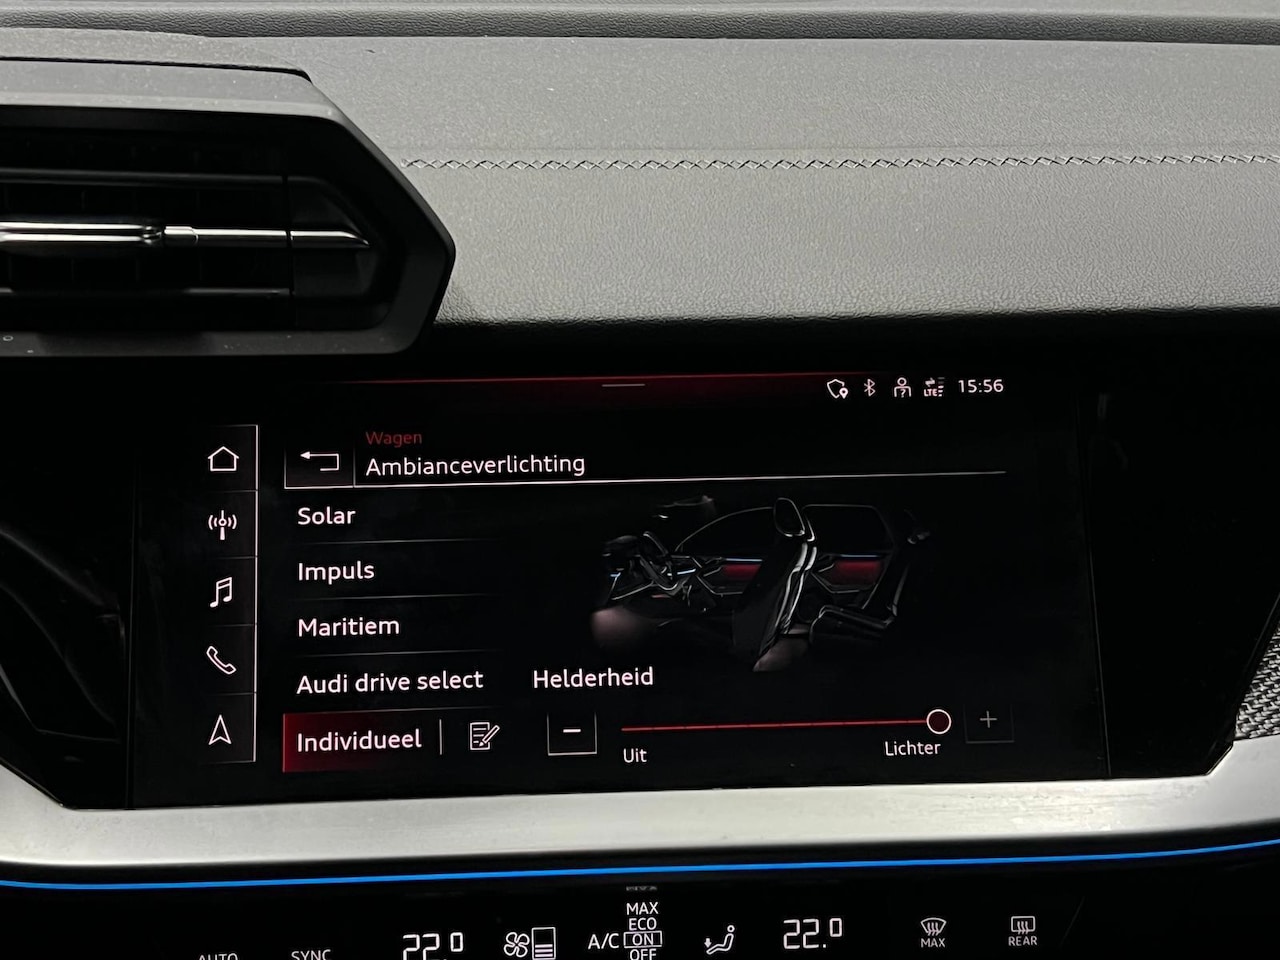 LTE
15:56
Wagen
Ambianceverlichting
Solar
Impuls
Maritiem
Audi drive select
Helderheid
Individueel
Uit
Lichter
MAX
ECO
A/C ON
OFF
AUTO
SYNC
22.0
22.0
MAX
REAR